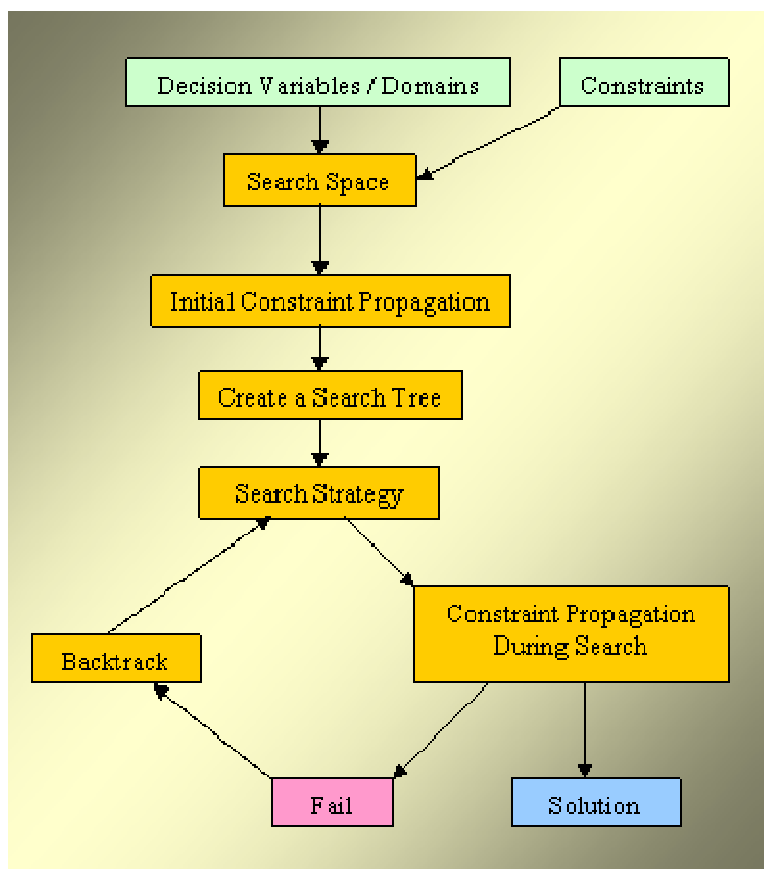 Decision Variables / Domains
Constraints
Search Space
Initial Constraint Propagation
Create a Search Tree
Search Strategy
Constraint Propagation
During Search
Backtrack
Fail
Solution